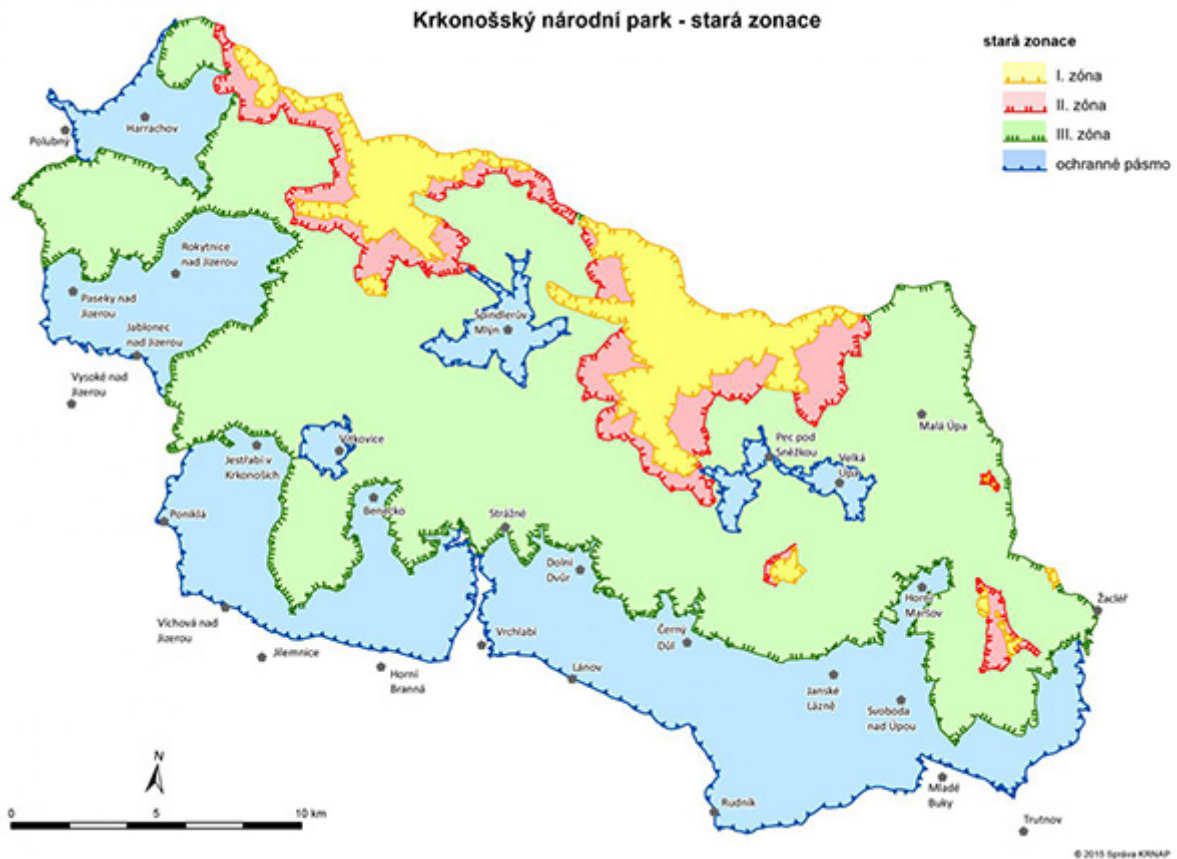 Krkonošský národní park - stará zonace
stará zonace
I. zóna
II. zóna
III. zóna
ochranné pásmo
Harrachov
Polubný
Rokytnice
nad Jizerou
Paseky nad
Jizerou
Jablonec
nad Jizerou
Vysoké nad
Jizerou
Špindlerův
Mlýn
Malá Úpa
Pec pod
Sněžkou
Velká
Úpa
Vítkovice
Jestřabí v
Krkonoších
Benecko
Poniklá
Strážné
Dolní
Dvůr
Horní
Maršov
Žacléř
Víchová nad
Jizerou
Jilemnice
Horní
Branná
Vrchlabí
Lánov
Černý
Důl
Janské
Lázně
Svoboda
nad Úpou
Mladé
Buky
Rudník
Trutnov
N
0 5 10 km
© 2015 Správa KRNAP